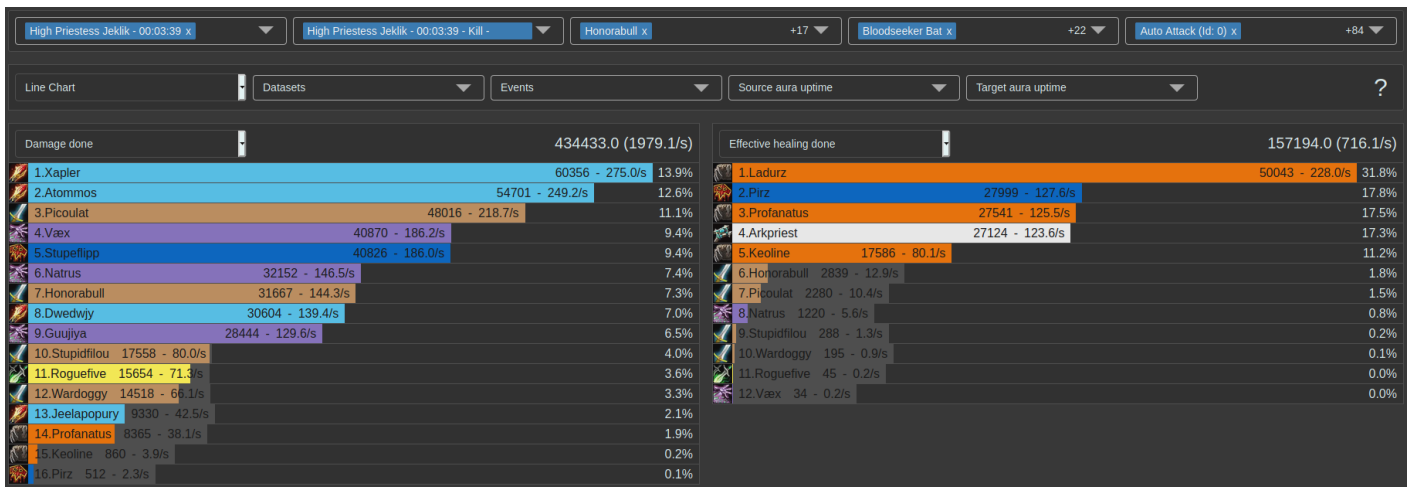 High Priestess Jeklik - 00:03:39 x
High Priestess Jeklik - 00:03:39 - Kill -
Honorabull x +17
Bloodseeker Bat x +22
Auto Attack (Id: 0) x +84
Line Chart
Datasets
Events
Source aura uptime
Target aura uptime
?
Damage done 434433.0 (1979.1/s)
1.Xapler 60356 - 275.0/s 13.9%
2.Atommos 54701 - 249.2/s 12.6%
3.Picoulat 48016 - 218.7/s 11.1%
4.Væx 40870 - 186.2/s 9.4%
5.Stupeflipp 40826 - 186.0/s 9.4%
6.Natrus 32152 - 146.5/s 7.4%
7.Honorabull 31667 - 144.3/s 7.3%
8.Dwedwjy 30604 - 139.4/s 7.0%
9.Guujiya 28444 - 129.6/s 6.5%
10.Stupidfilou 17558 - 80.0/s 4.0%
11.Roguefive 15654 - 71.3/s 3.6%
12.Wardoggy 14518 - 66.1/s 3.3%
13.Jeelapopury 9330 - 42.5/s 2.1%
14.Profanatus 8365 - 38.1/s 1.9%
15.Keoline 860 - 3.9/s 0.2%
16.Pirz 512 - 2.3/s 0.1%
Effective healing done 157194.0 (716.1/s)
1.Ladurz 50043 - 228.0/s 31.8%
2.Pirz 27999 - 127.6/s 17.8%
3.Profanatus 27541 - 125.5/s 17.5%
4.Arkpriest 27124 - 123.6/s 17.3%
5.Keoline 17586 - 80.1/s 11.2%
6.Honorabull 2839 - 12.9/s 1.8%
7.Picoulat 2280 - 10.4/s 1.5%
8.Natrus 1220 - 5.6/s 0.8%
9.Stupidfilou 288 - 1.3/s 0.2%
10.Wardoggy 195 - 0.9/s 0.1%
11.Roguefive 45 - 0.2/s 0.0%
12.Væx 34 - 0.2/s 0.0%